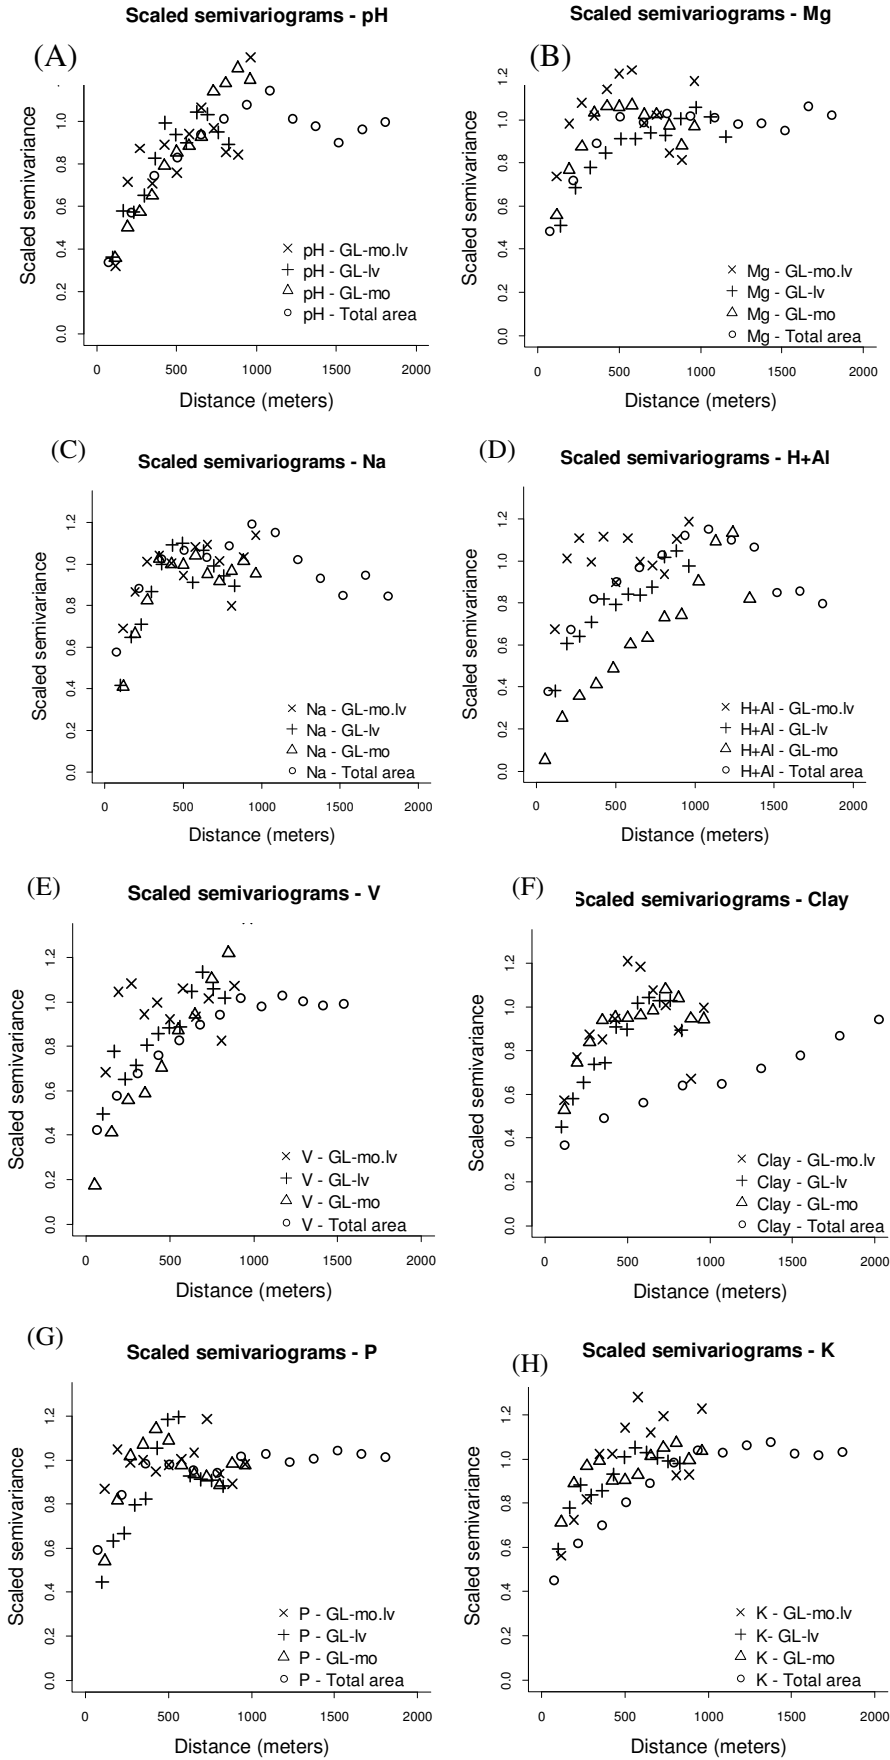 Scaled semivariograms - pH
(A)
Scaled semivariance
0.0 0.2 0.4 0.6 0.8 1.0
× pH - GL-mo.lv
+ pH - GL-lv
△ pH - GL-mo
○ pH - Total area
0 500 1000 1500 2000
Distance (meters)
Scaled semivariograms - Mg
(B)
Scaled semivariance
0.0 0.2 0.4 0.6 0.8 1.0 1.2
× Mg - GL-mo.lv
+ Mg - GL-lv
△ Mg - GL-mo
○ Mg - Total area
0 500 1000 1500 2000
Distance (meters)
(C)
Scaled semivariograms - Na
Scaled semivariance
0.0 0.2 0.4 0.6 0.8 1.0 1.2
× Na - GL-mo.lv
+ Na - GL-lv
△ Na - GL-mo
○ Na - Total area
0 500 1000 1500 2000
Distance (meters)
(D)
Scaled semivariograms - H+Al
Scaled semivariance
0.0 0.2 0.4 0.6 0.8 1.0 1.2
× H+Al - GL-mo.lv
+ H+Al - GL-lv
△ H+Al - GL-mo
○ H+Al - Total area
0 500 1000 1500 2000
Distance (meters)
(E)
Scaled semivariograms - V
Scaled semivariance
0.0 0.2 0.4 0.6 0.8 1.0 1.2
× V - GL-mo.lv
+ V - GL-lv
△ V - GL-mo
○ V - Total area
0 500 1000 1500 2000
Distance (meters)
(F)
Scaled semivariograms - Clay
Scaled semivariance
0.0 0.2 0.4 0.6 0.8 1.0 1.2
× Clay - GL-mo.lv
+ Clay - GL-lv
△ Clay - GL-mo
○ Clay - Total area
0 500 1000 1500 2000
Distance (meters)
(G)
Scaled semivariograms - P
Scaled semivariance
0.0 0.2 0.4 0.6 0.8 1.0 1.2
× P - GL-mo.lv
+ P - GL-lv
△ P - GL-mo
○ P - Total area
0 500 1000 1500 2000
Distance (meters)
(H)
Scaled semivariograms - K
Scaled semivariance
0.0 0.2 0.4 0.6 0.8 1.0 1.2
× K - GL-mo.lv
+ K- GL-lv
△ K - GL-mo
○ K - Total area
0 500 1000 1500 2000
Distance (meters)